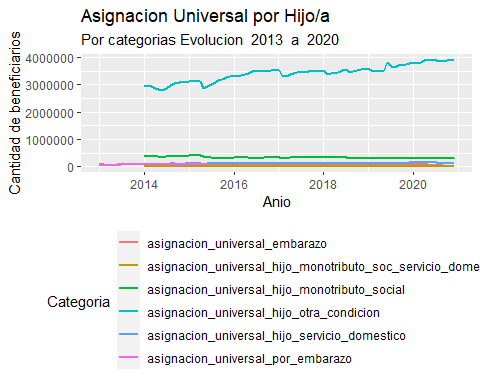 Asignacion Universal por Hijo/a
Por categorias Evolucion 2013 a 2020
Cantidad de beneficiarios
4000000
3000000
2000000
1000000
0
2014 2016 2018 2020
Anio
Categoria
asignacion_universal_embarazo
asignacion_universal_hijo_monotributo_soc_servicio_dome
asignacion_universal_hijo_monotributo_social
asignacion_universal_hijo_otra_condicion
asignacion_universal_hijo_servicio_domestico
asignacion_universal_por_embarazo